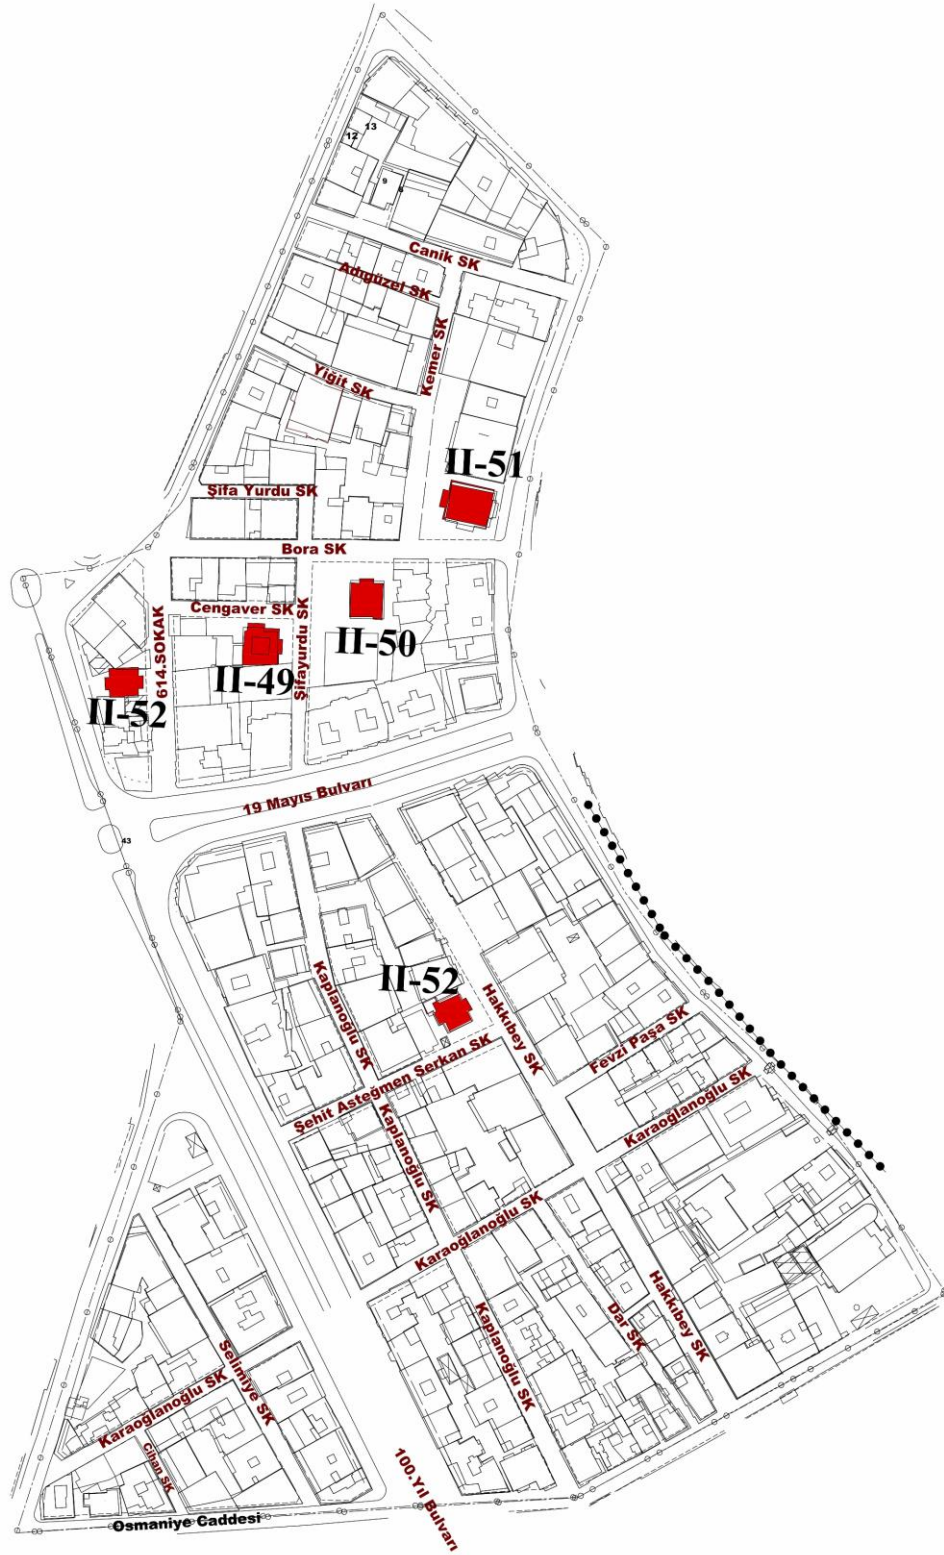 13
12
9
8
Canik SK
Adıgüzel SK
Kemer SK
Yiğit SK
II-51
Şifa Yurdu SK
Bora SK
Cengaver SK
II-50
614.SOKAK
II-49
Şifayurdu SK
II-52
19 Mayıs Bulvarı
43
II-52
Kaplanoğlu SK
Hakkıbey SK
Fevzi Paşa SK
Şehit Asteğmen Serkan SK
Karaoğlanoğlu SK
Kaplanoğlu SK
Karaoğlanoğlu SK
Hakkıbey SK
Dar SK
Kaplanoğlu SK
Selimiye SK
Karaoğlanoğlu SK
Cihan SK
100.Yıl Bulvarı
Osmaniye Caddesi